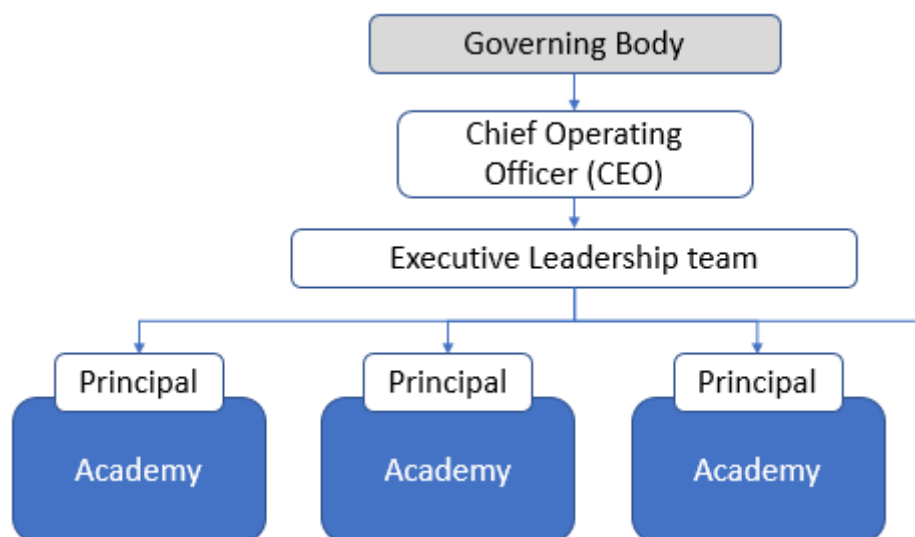 Governing Body
Chief Operating
Officer (CEO)
Executive Leadership team
Principal
Principal
Principal
Academy
Academy
Academy